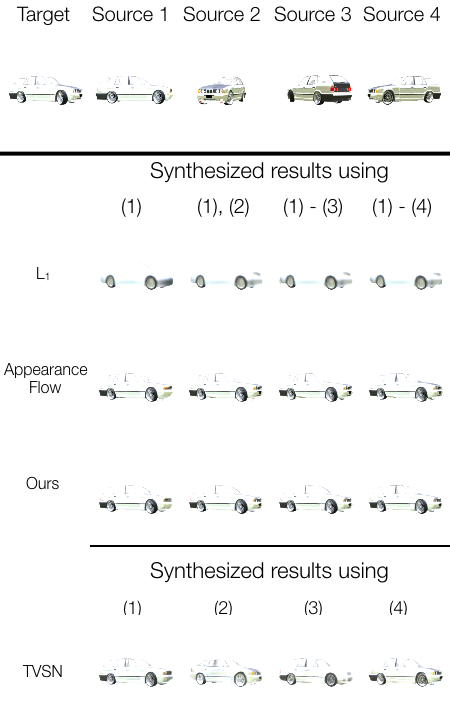 Target Source 1 Source 2 Source 3 Source 4
Synthesized results using
(1) (1), (2) (1) - (3) (1) - (4)
L₁
Appearance
Flow
Ours
Synthesized results using
(1) (2) (3) (4)
TVSN